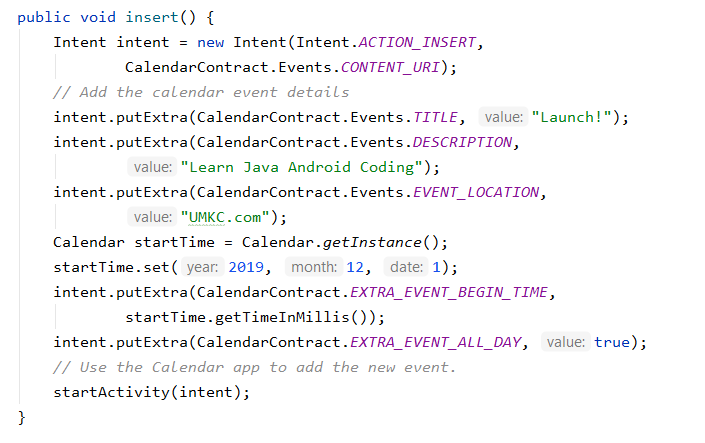 public void insert() {
Intent intent = new Intent(Intent.ACTION_INSERT,
CalendarContract.Events.CONTENT_URI);
// Add the calendar event details
intent.putExtra(CalendarContract.Events.TITLE, value: "Launch!");
intent.putExtra(CalendarContract.Events.DESCRIPTION,
value: "Learn Java Android Coding");
intent.putExtra(CalendarContract.Events.EVENT_LOCATION,
value: "UMKC.com");
Calendar startTime = Calendar.getInstance();
startTime.set( year: 2019, month: 12, date: 1);
intent.putExtra(CalendarContract.EXTRA_EVENT_BEGIN_TIME,
startTime.getTimeInMillis());
intent.putExtra(CalendarContract.EXTRA_EVENT_ALL_DAY, value: true);
// Use the Calendar app to add the new event.
startActivity(intent);
}